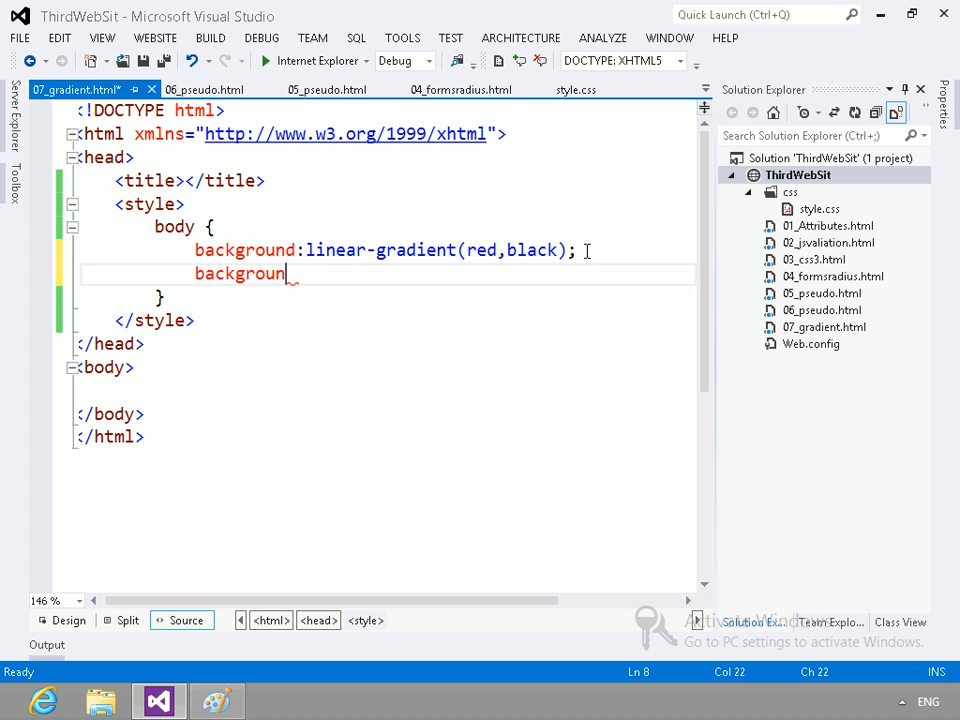 ThirdWebSit - Microsoft Visual Studio
Quick Launch (Ctrl+Q)
FILE EDIT VIEW WEBSITE BUILD DEBUG TEAM SQL TOOLS TEST ARCHITECTURE ANALYZE WINDOW HELP
Internet Explorer Debug DOCTYPE: XHTML5
07_gradient.html* 06_pseudo.html 05_pseudo.html 04_formsradius.html style.css
Server Explorer
Toolbox
<!DOCTYPE html>
<html xmlns="http://www.w3.org/1999/xhtml">
<head>
<title></title>
<style>
body {
background:linear-gradient(red,black);
backgroun
}
</style>
</head>
<body>
</body>
</html>
146 %
Design Split Source <html> <head> <style>
Output
Solution Explorer
Search Solution Explorer (Ctrl+;)
Solution 'ThirdWebSit' (1 project)
ThirdWebSit
css
style.css
01_Attributes.html
02_jsvaliation.html
03_css3.html
04_formsradius.html
05_pseudo.html
06_pseudo.html
07_gradient.html
Web.config
Properties
Solution Ex... Team Explo... Class View
Activate Windows
Go to PC settings to activate Windows.
Ready Ln 8 Col 22 Ch 22 INS
ENG